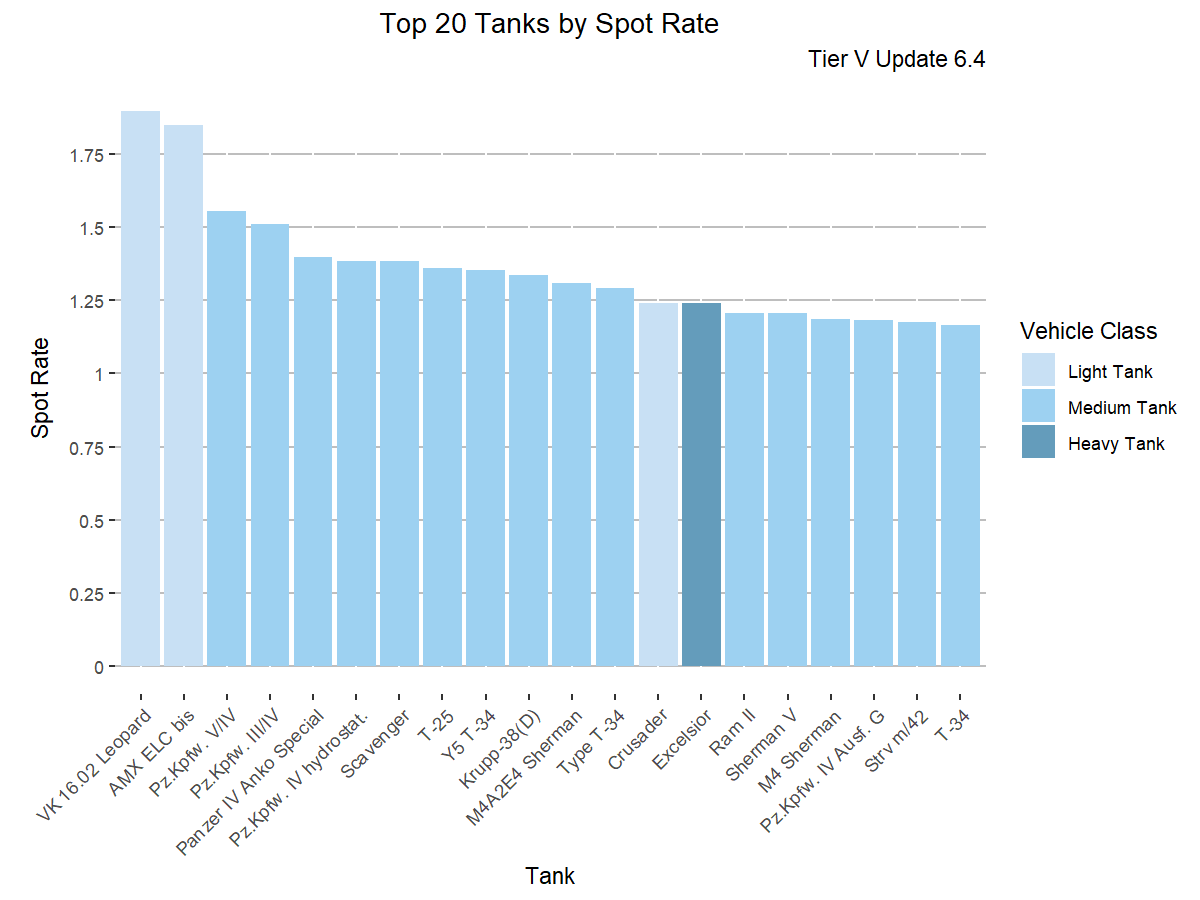 Top 20 Tanks by Spot Rate
Tier V Update 6.4
1.75
1.5
1.25
1
0.75
0.5
0.25
0
Spot Rate
VK 16.02 Leopard
AMX ELC bis
Pz.Kpfw. V/IV
Pz.Kpfw. III/IV
Panzer IV Anko Special
Pz.Kpfw. IV hydrostat.
Scavenger
T-25
Y5 T-34
Krupp-38(D)
M4A2E4 Sherman
Type T-34
Crusader
Excelsior
Ram II
Sherman V
M4 Sherman
Pz.Kpfw. IV Ausf. G
Strv m/42
T-34
Tank
Vehicle Class
Light Tank
Medium Tank
Heavy Tank